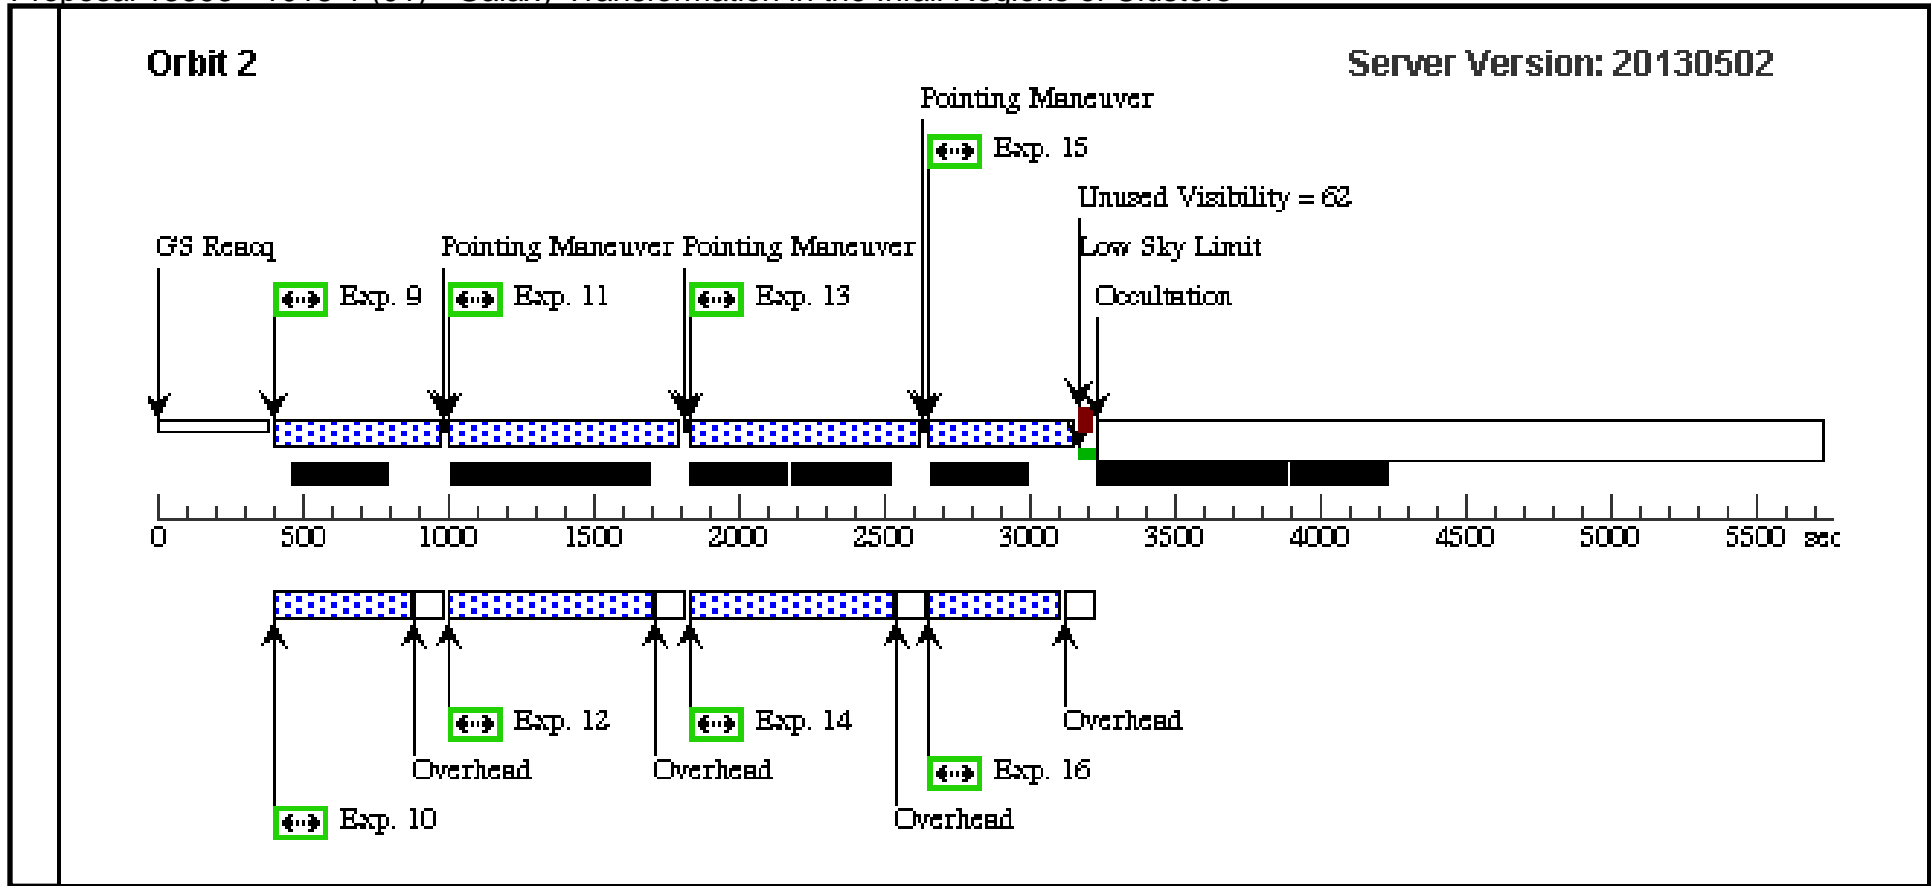 Orbit 2
Server Version: 20130502
Pointing Maneuver
Exp. 15
Unused Visibility = 62
GS Reacq
Pointing Maneuver
Pointing Maneuver
Low Sky Limit
Exp. 9
Exp. 11
Exp. 13
Occultation
0 500 1000 1500 2000 2500 3000 3500 4000 4500 5000 5500 sec
Exp. 12
Exp. 14
Overhead
Overhead
Overhead
Exp. 16
Exp. 10
Overhead